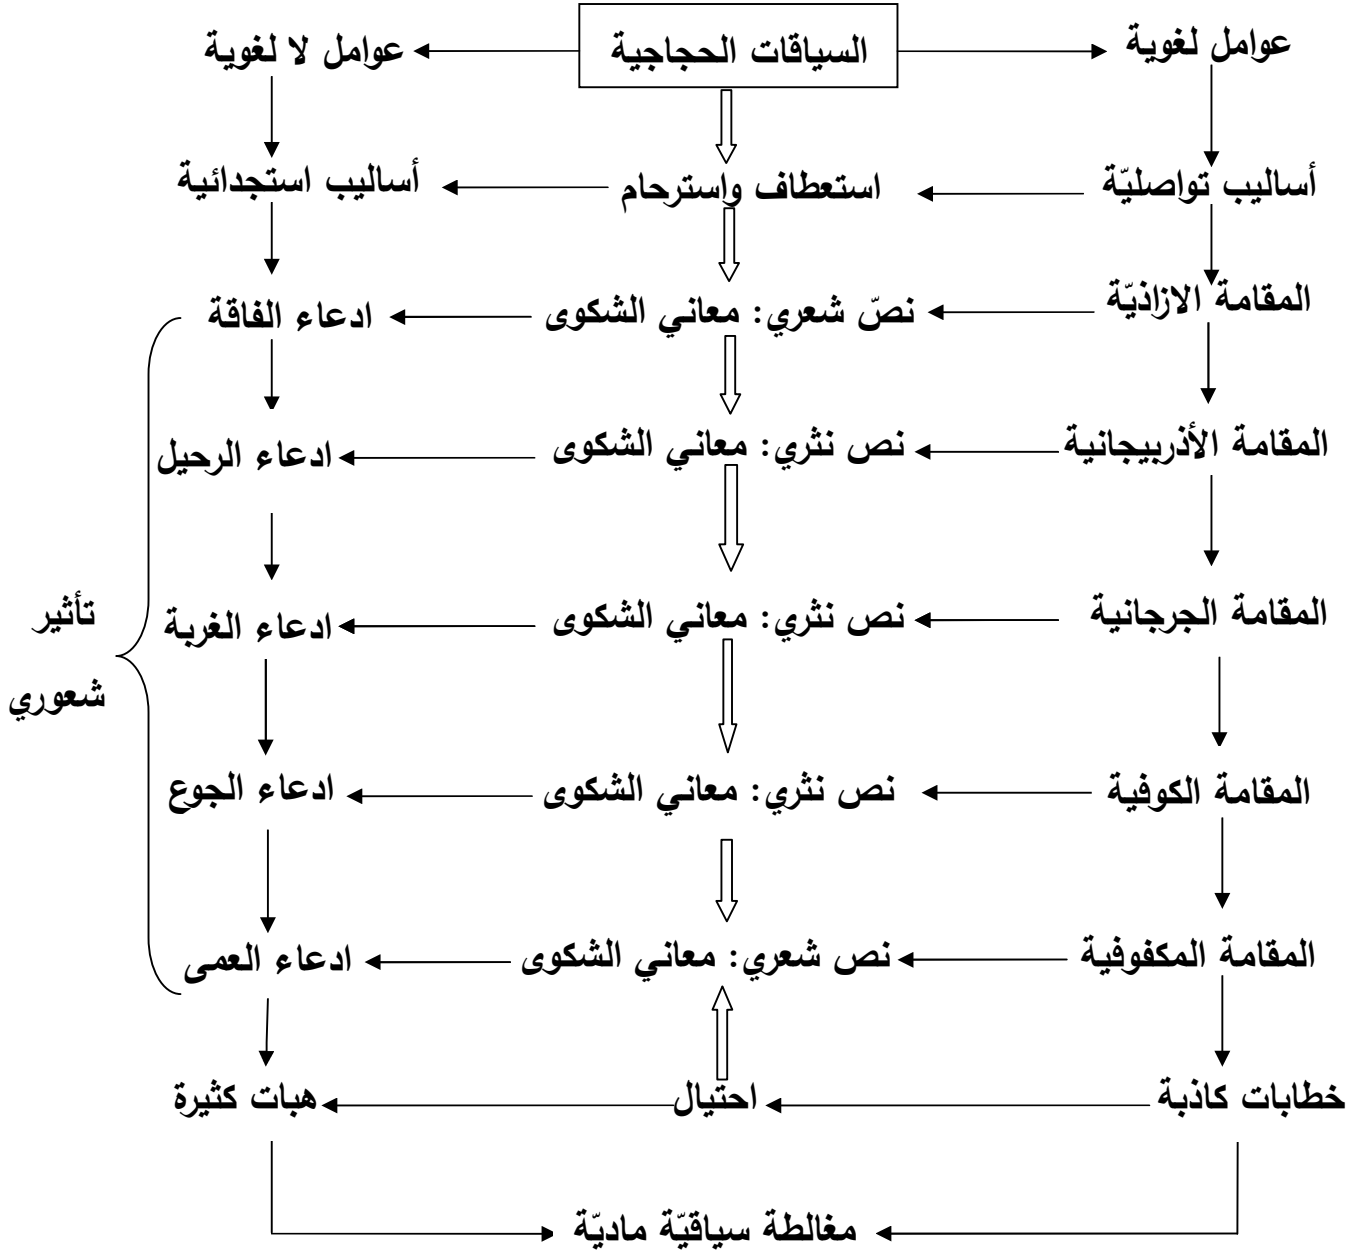 عوامل لغوية
السياقات الحجاجية
عوامل لا لغوية
أساليب تواصليّة
استعطاف واسترحام
أساليب استجدائية
المقامة الازاذيّة
نصّ شعري: معاني الشكوى
ادعاء الفاقة
المقامة الأذربيجانية
نص نثري: معاني الشكوى
ادعاء الرحيل
المقامة الجرجانية
نص نثري: معاني الشكوى
ادعاء الغربة
تأثير
شعوري
المقامة الكوفية
نص نثري: معاني الشكوى
ادعاء الجوع
المقامة المكفوفية
نص شعري: معاني الشكوى
ادعاء العمى
خطابات كاذبة
احتيال
هبات كثيرة
مغالطة سياقيّة ماديّة